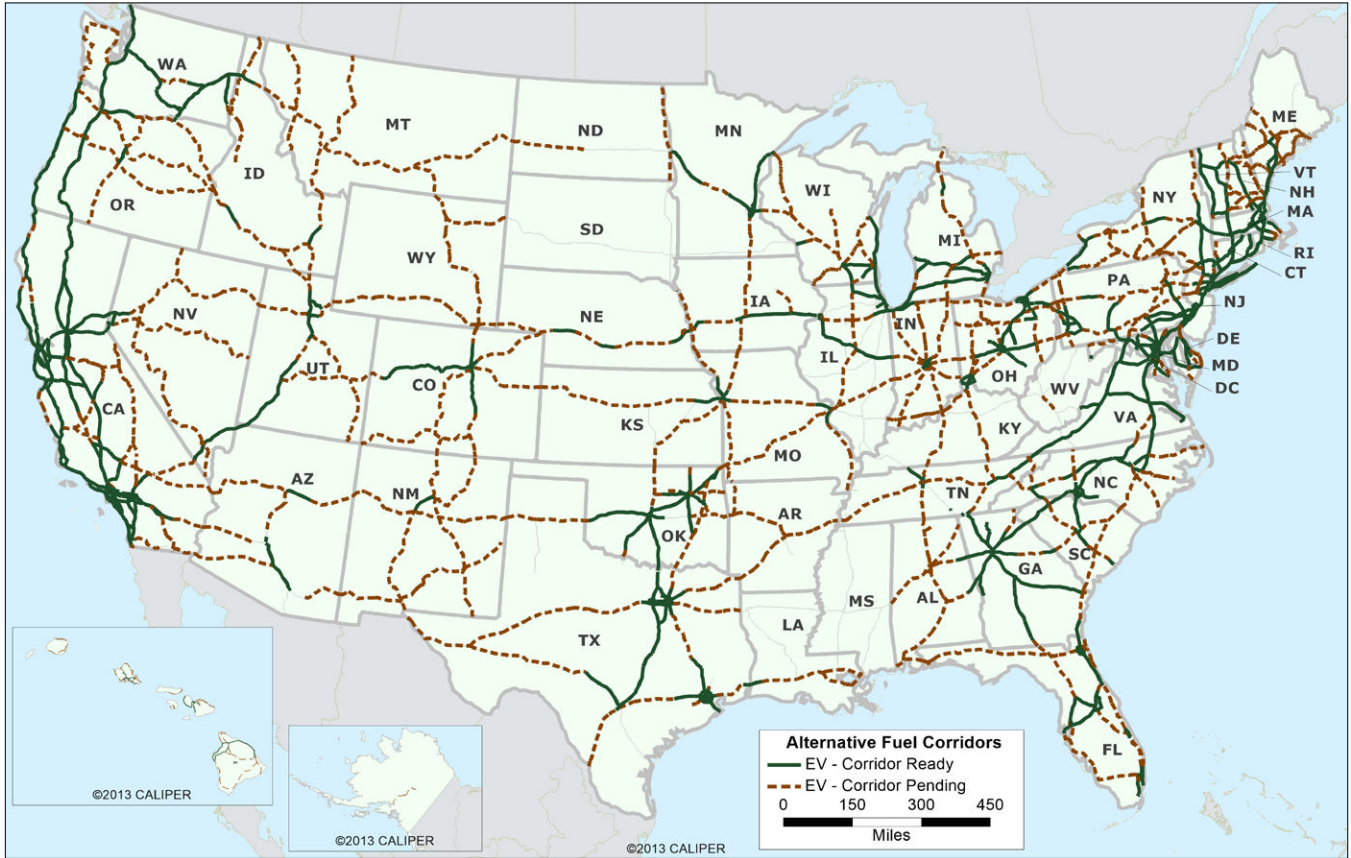 WA
ME
MT
ND
MN
VT
ID
OR
WI
NY
NH
SD
MA
MI
WY
RI
CT
PA
IA
NV
NE
NJ
IN
DE
UT
IL
OH
MD
CO
WV
DC
CA
KS
VA
MO
KY
AZ
NM
TN
NC
OK
AR
SC
GA
MS
AL
TX
LA
FL
Alternative Fuel Corridors
EV - Corridor Ready
EV - Corridor Pending
0 150 300 450
Miles
©2013 CALIPER
©2013 CALIPER
©2013 CALIPER